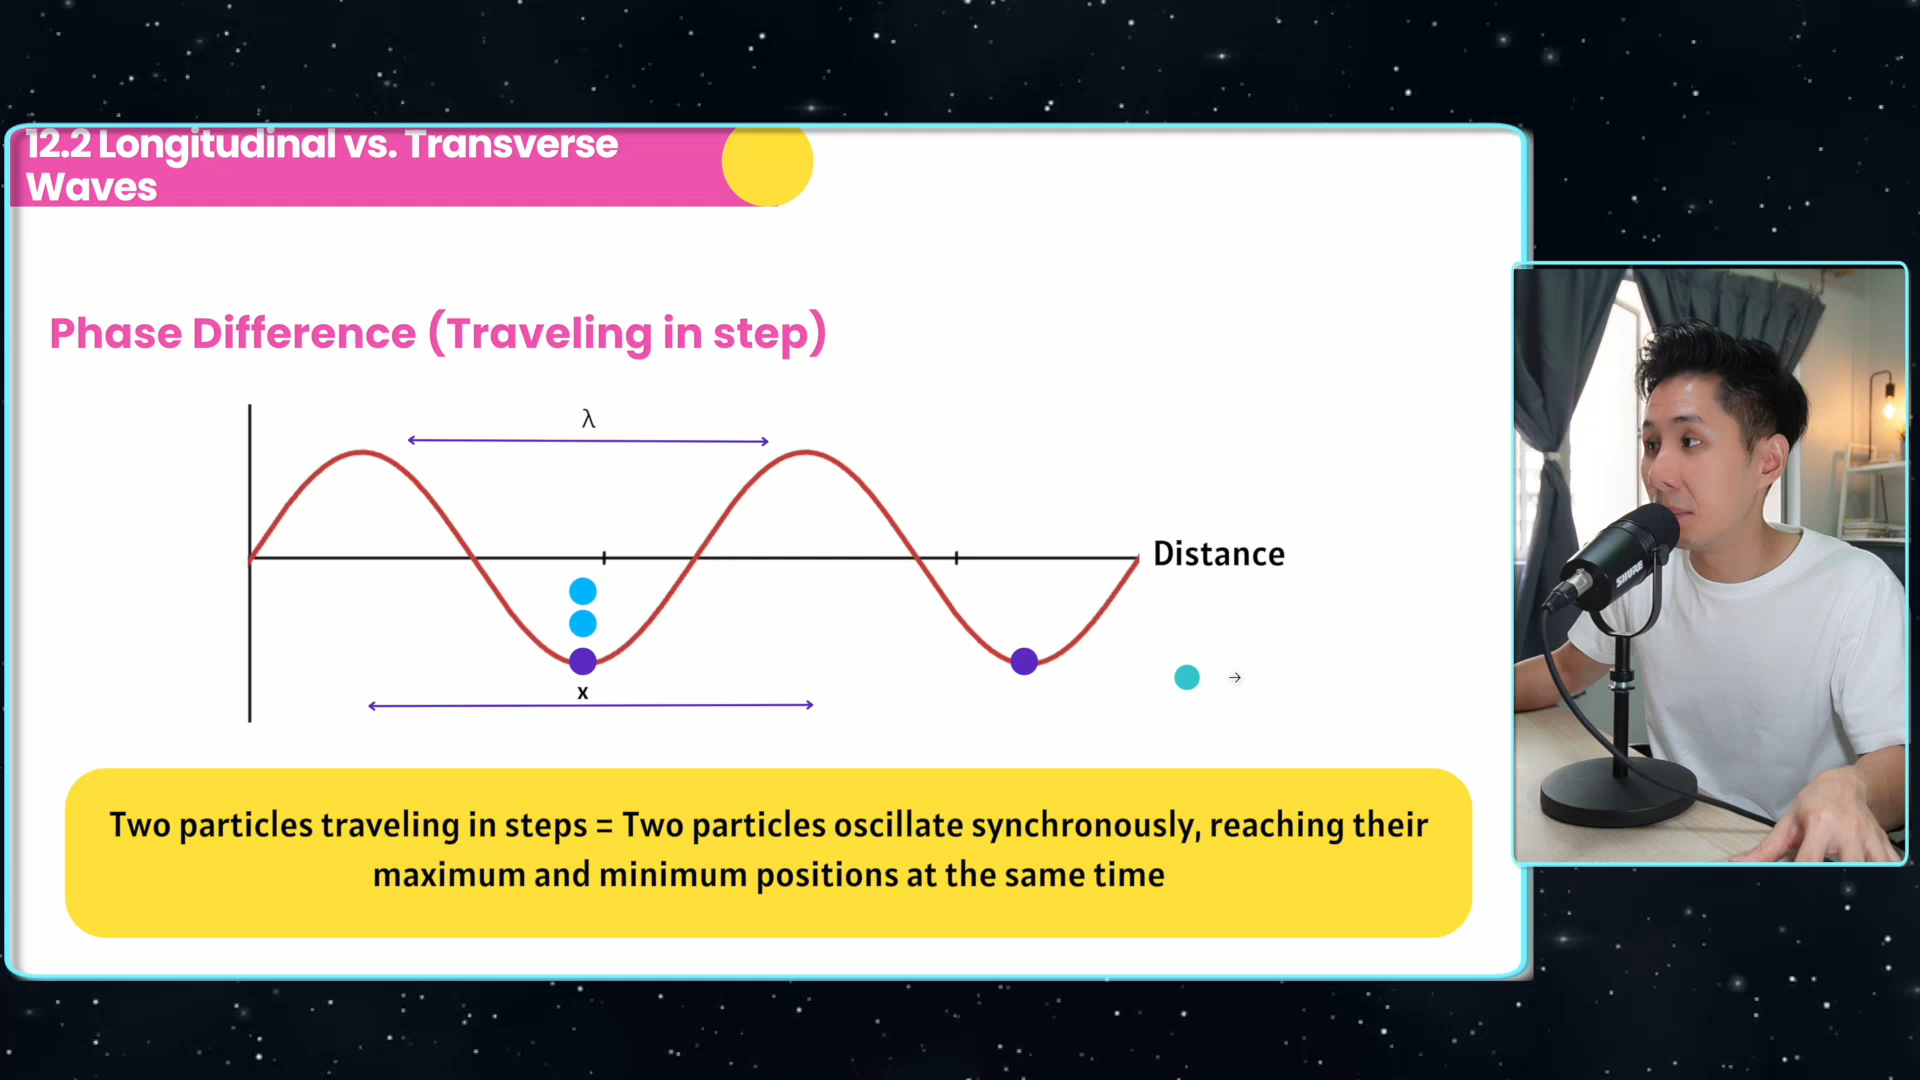 12.2 Longitudinal vs. Transverse
Waves
Phase Difference (Traveling in step)
λ
Distance
x
→
Two particles traveling in steps = Two particles oscillate synchronously, reaching their
maximum and minimum positions at the same time
SHURE